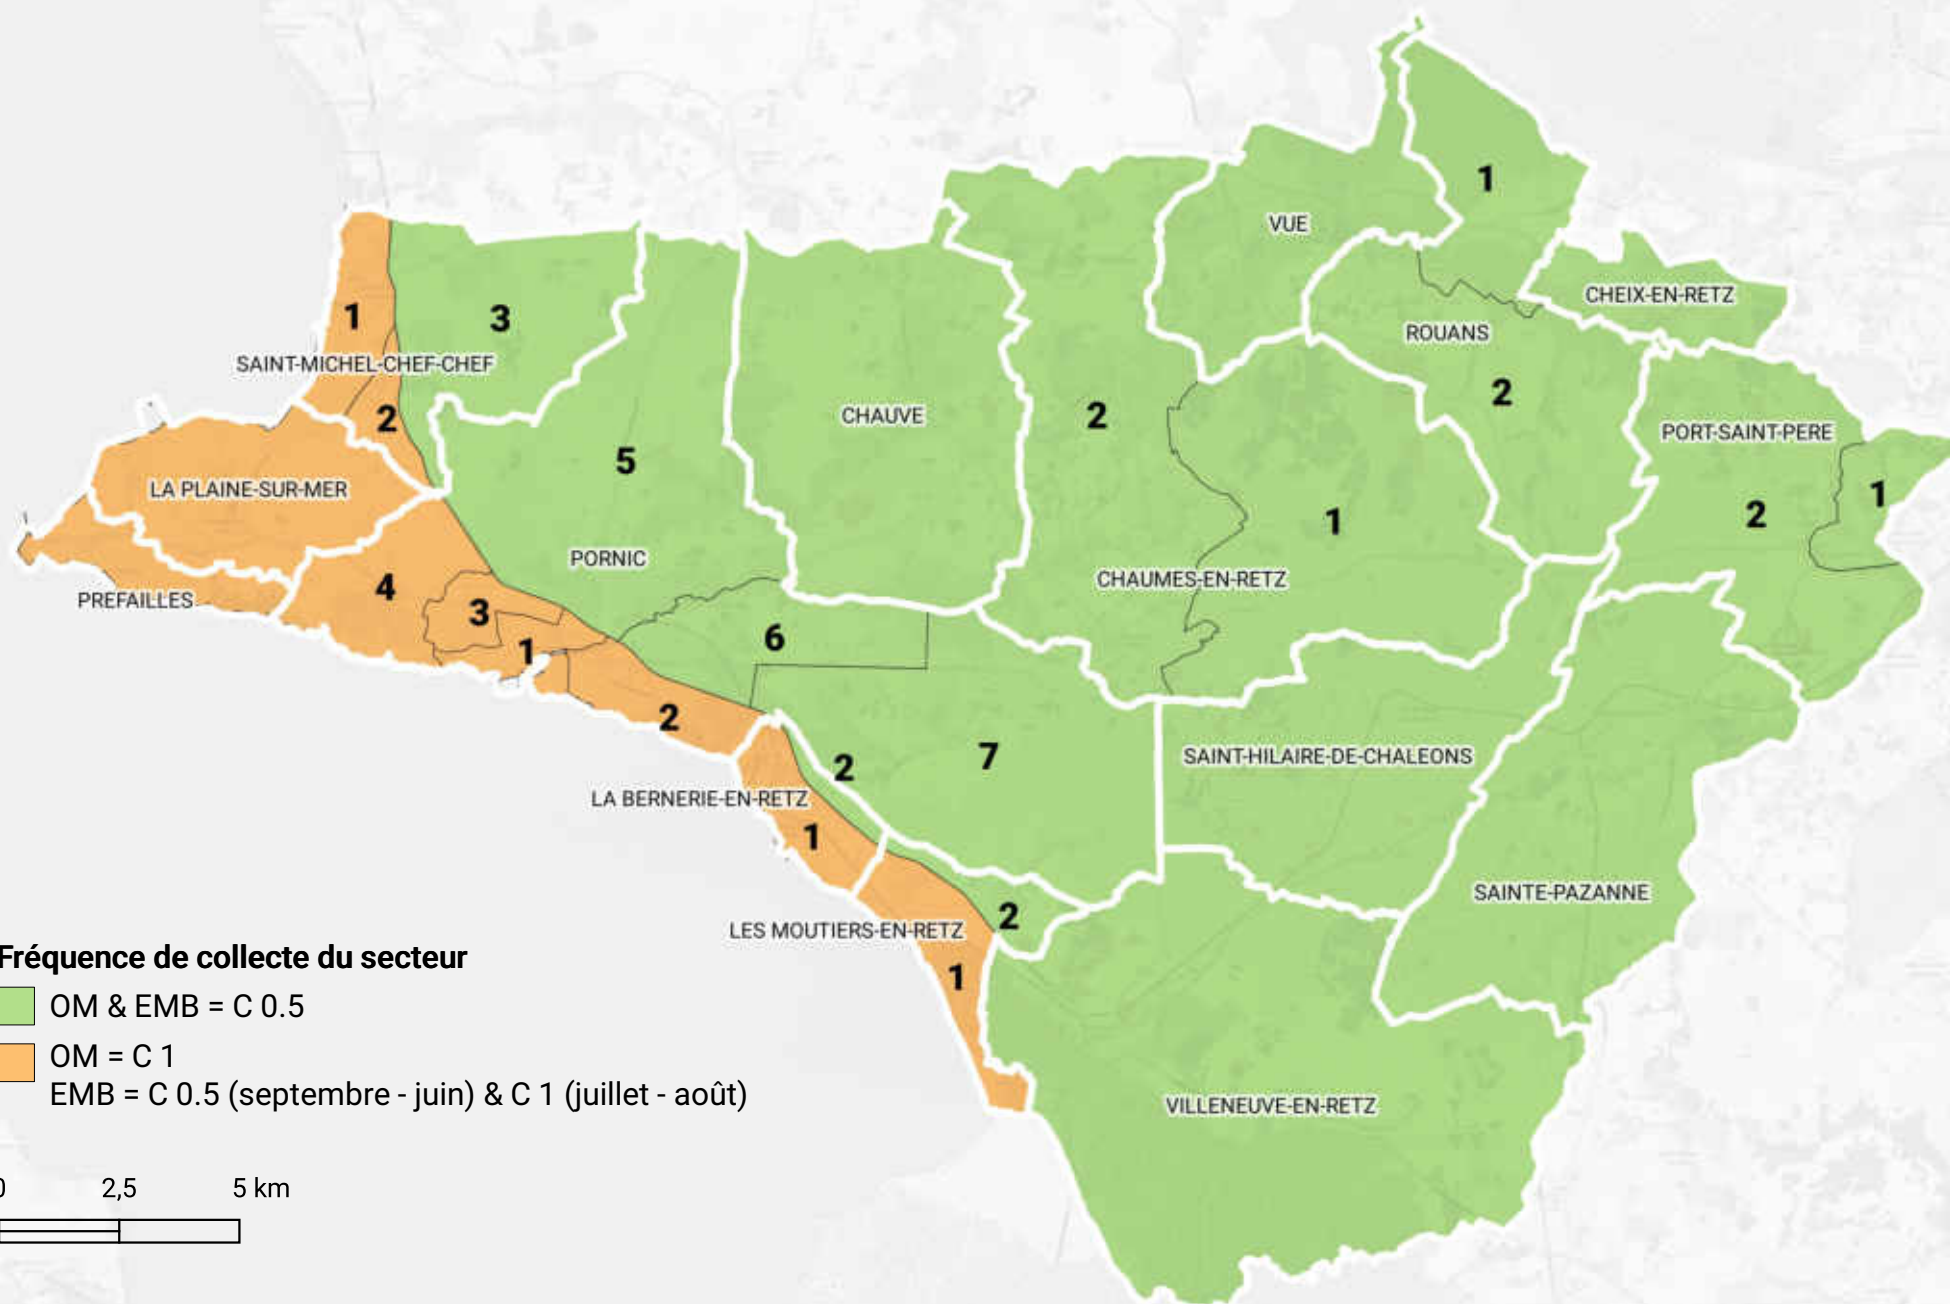 1
VUE
CHEIX-EN-RETZ
1
3
ROUANS
SAINT-MICHEL-CHEF-CHEF
2
2
CHAUVE
2
PORT-SAINT-PERE
5
LA PLAINE-SUR-MER
1
2
1
PORNIC
CHAUMES-EN-RETZ
4
PREFAILLES
3
6
1
2
7
SAINT-HILAIRE-DE-CHALEONS
2
LA BERNERIE-EN-RETZ
1
SAINTE-PAZANNE
2
LES MOUTIERS-EN-RETZ
1
VILLENEUVE-EN-RETZ
Fréquence de collecte du secteur
OM & EMB = C 0.5
OM = C 1
EMB = C 0.5 (septembre - juin) & C 1 (juillet - août)
0 2,5 5 km